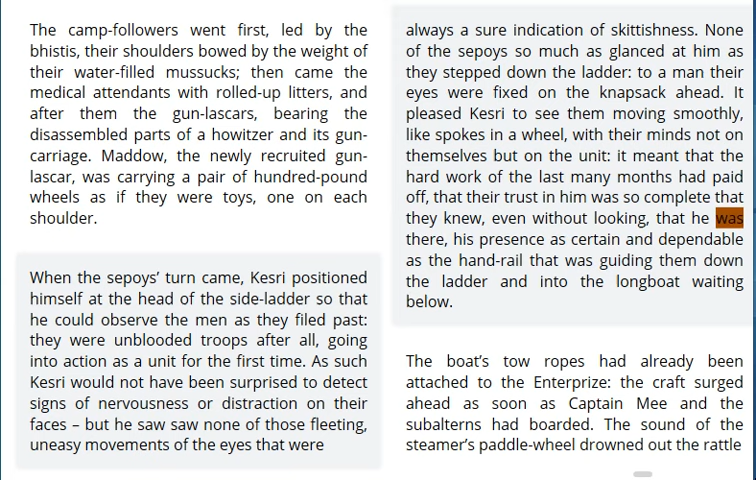 The camp-followers went first, led by the
bhistis, their shoulders bowed by the weight of
their water-filled mussucks; then came the
medical attendants with rolled-up litters, and
after them the gun-lascars, bearing the
disassembled parts of a howitzer and its gun-
carriage. Maddow, the newly recruited gun-
lascar, was carrying a pair of hundred-pound
wheels as if they were toys, one on each
shoulder.
When the sepoys’ turn came, Kesri positioned
himself at the head of the side-ladder so that
he could observe the men as they filed past:
they were unblooded troops after all, going
into action as a unit for the first time. As such
Kesri would not have been surprised to detect
signs of nervousness or distraction on their
faces – but he saw saw none of those fleeting,
uneasy movements of the eyes that were
always a sure indication of skittishness. None
of the sepoys so much as glanced at him as
they stepped down the ladder: to a man their
eyes were fixed on the knapsack ahead. It
pleased Kesri to see them moving smoothly,
like spokes in a wheel, with their minds not on
themselves but on the unit: it meant that the
hard work of the last many months had paid
off, that their trust in him was so complete that
they knew, even without looking, that he was
there, his presence as certain and dependable
as the hand-rail that was guiding them down
the ladder and into the longboat waiting
below.
The boat’s tow ropes had already been
attached to the Enterprize: the craft surged
ahead as soon as Captain Mee and the
subalterns had boarded. The sound of the
steamer’s paddle-wheel drowned out the rattle